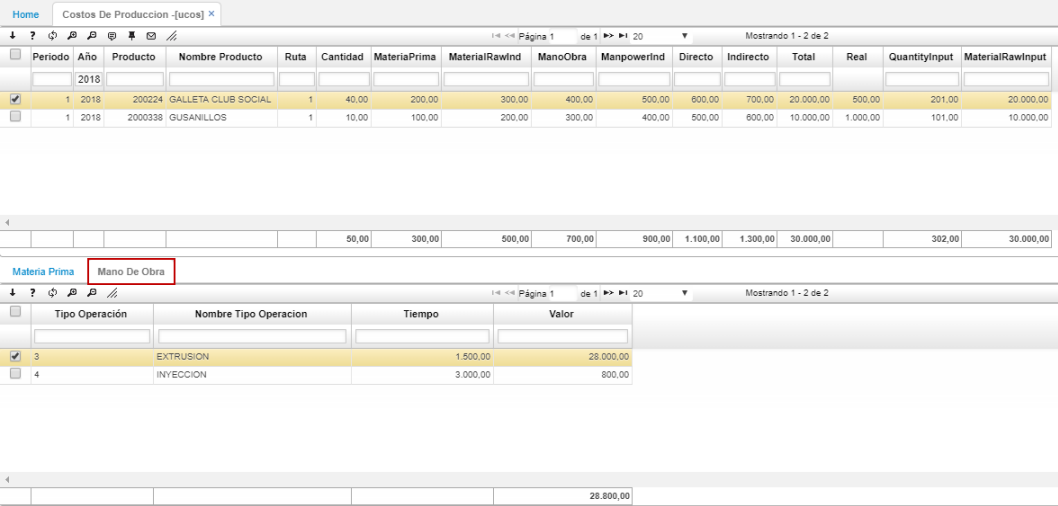 Home Costos De Produccion -[ucos] ×
Página 1 de 1 20 Mostrando 1 - 2 de 2
Periodo Año Producto Nombre Producto Ruta Cantidad MateriaPrima MaterialRawInd ManoObra ManpowerInd Directo Indirecto Total Real QuantityInput MaterialRawInput
2018
1 2018 200224 GALLETA CLUB SOCIAL 1 40,00 200,00 300,00 400,00 500,00 600,00 700,00 20.000,00 500,00 201,00 20.000,00
1 2018 2000338 GUSANILLOS 1 10,00 100,00 200,00 300,00 400,00 500,00 600,00 10.000,00 1.000,00 101,00 10.000,00
50,00 300,00 500,00 700,00 900,00 1.100,00 1.300,00 30.000,00 302,00 30.000,00
Materia Prima Mano De Obra
Página 1 de 1 20 Mostrando 1 - 2 de 2
Tipo Operación Nombre Tipo Operacion Tiempo Valor
3 EXTRUSION 1.500,00 28.000,00
4 INYECCION 3.000,00 800,00
28.800,00